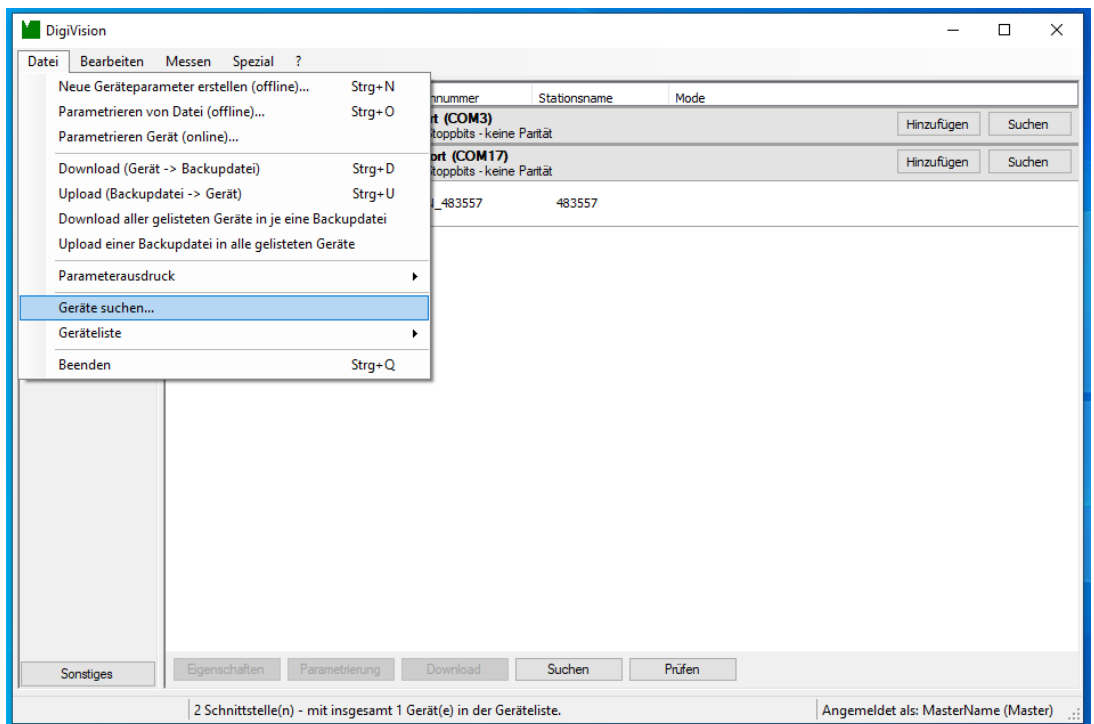 DigiVision
Datei Bearbeiten Messen Spezial ?
Neue Geräteparameter erstellen (offline)... Strg+N
Parametrieren von Datei (offline)... Strg+O
Parametrieren Gerät (online)...
Download (Gerät -> Backupdatei) Strg+D
Upload (Backupdatei -> Gerät) Strg+U
Download aller gelisteten Geräte in je eine Backupdatei
Upload einer Backupdatei in alle gelisteten Geräte
Parameterausdruck
Geräte suchen...
Geräteliste
Beenden Strg+Q
Stationsname Mode
(COM3)
Stoppbits - keine Parität
Hinzufügen Suchen
(COM17)
Stoppbits - keine Parität
Hinzufügen Suchen
_483557 483557
Sonstiges
Eigenschaften Parametrierung Download Suchen Prüfen
2 Schnittstelle(n) - mit insgesamt 1 Gerät(e) in der Geräteliste.
Angemeldet als: MasterName (Master)